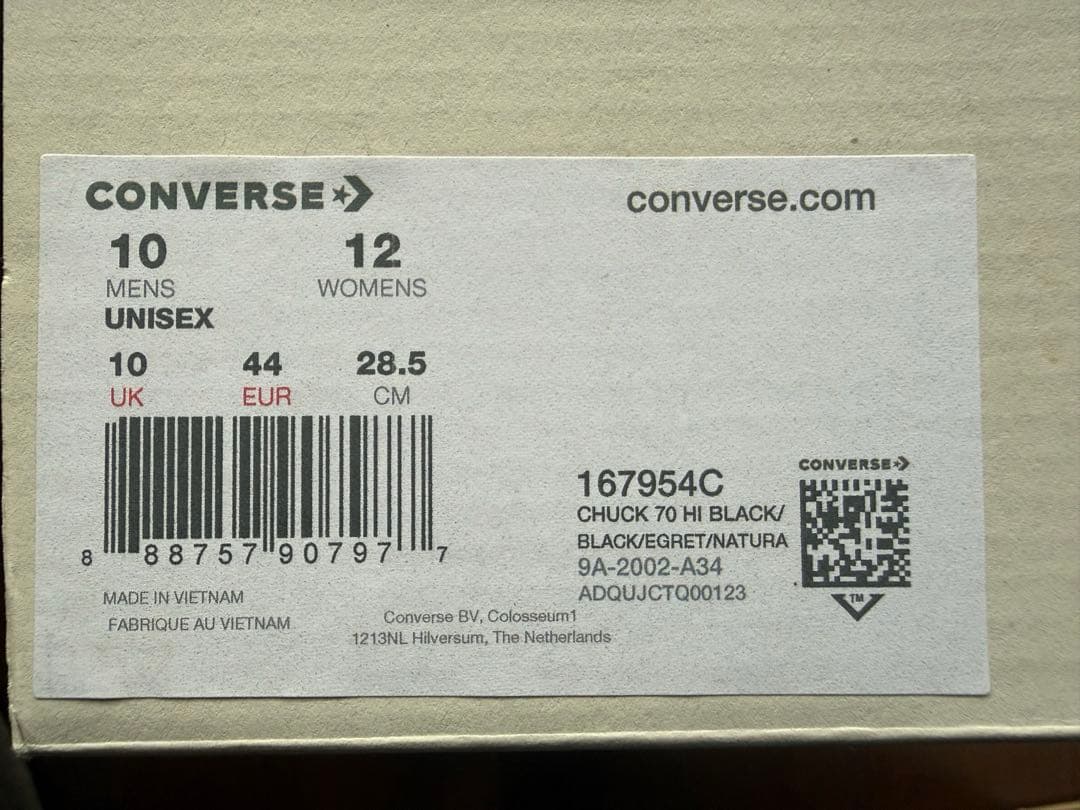 CONVERSE
converse.com
10 12
MENS WOMENS
UNISEX
10 44 28.5
UK EUR CM
8 88757 90797 7
167954C
CHUCK 70 HI BLACK/
BLACK/EGRET/NATURA
9A-2002-A34
ADQUJCTQ00123
CONVERSE
TM
MADE IN VIETNAM
FABRIQUE AU VIETNAM
Converse BV, Colosseum1
1213NL Hilversum, The Netherlands